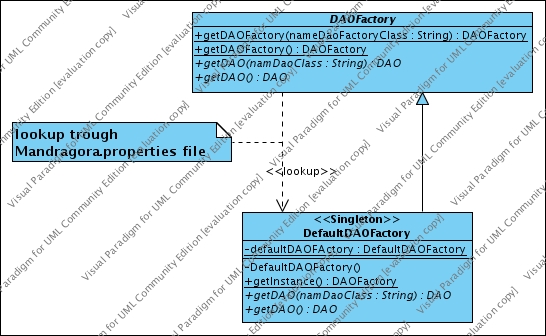 DAOFactory
+getDAOFactory(nameDaoFactoryClass : String) : DAOFactory
+getDAOFactory() : DAOFactory
+getDAO(namDaoClass : String) : DAO
+getDAO() : DAO
lookup trough
Mandragora.properties file
<<lookup>>
<<Singleton>>
DefaultDAOFactory
-defaultDAOFactory : DefaultDAOFactory
-DefaultDAOFactory()
+getInstance() : DAOFactory
+getDAO(namDaoClass : String) : DAO
+getDAO() : DAO
Visual Paradigm for UML Community Edition [evaluation copy]